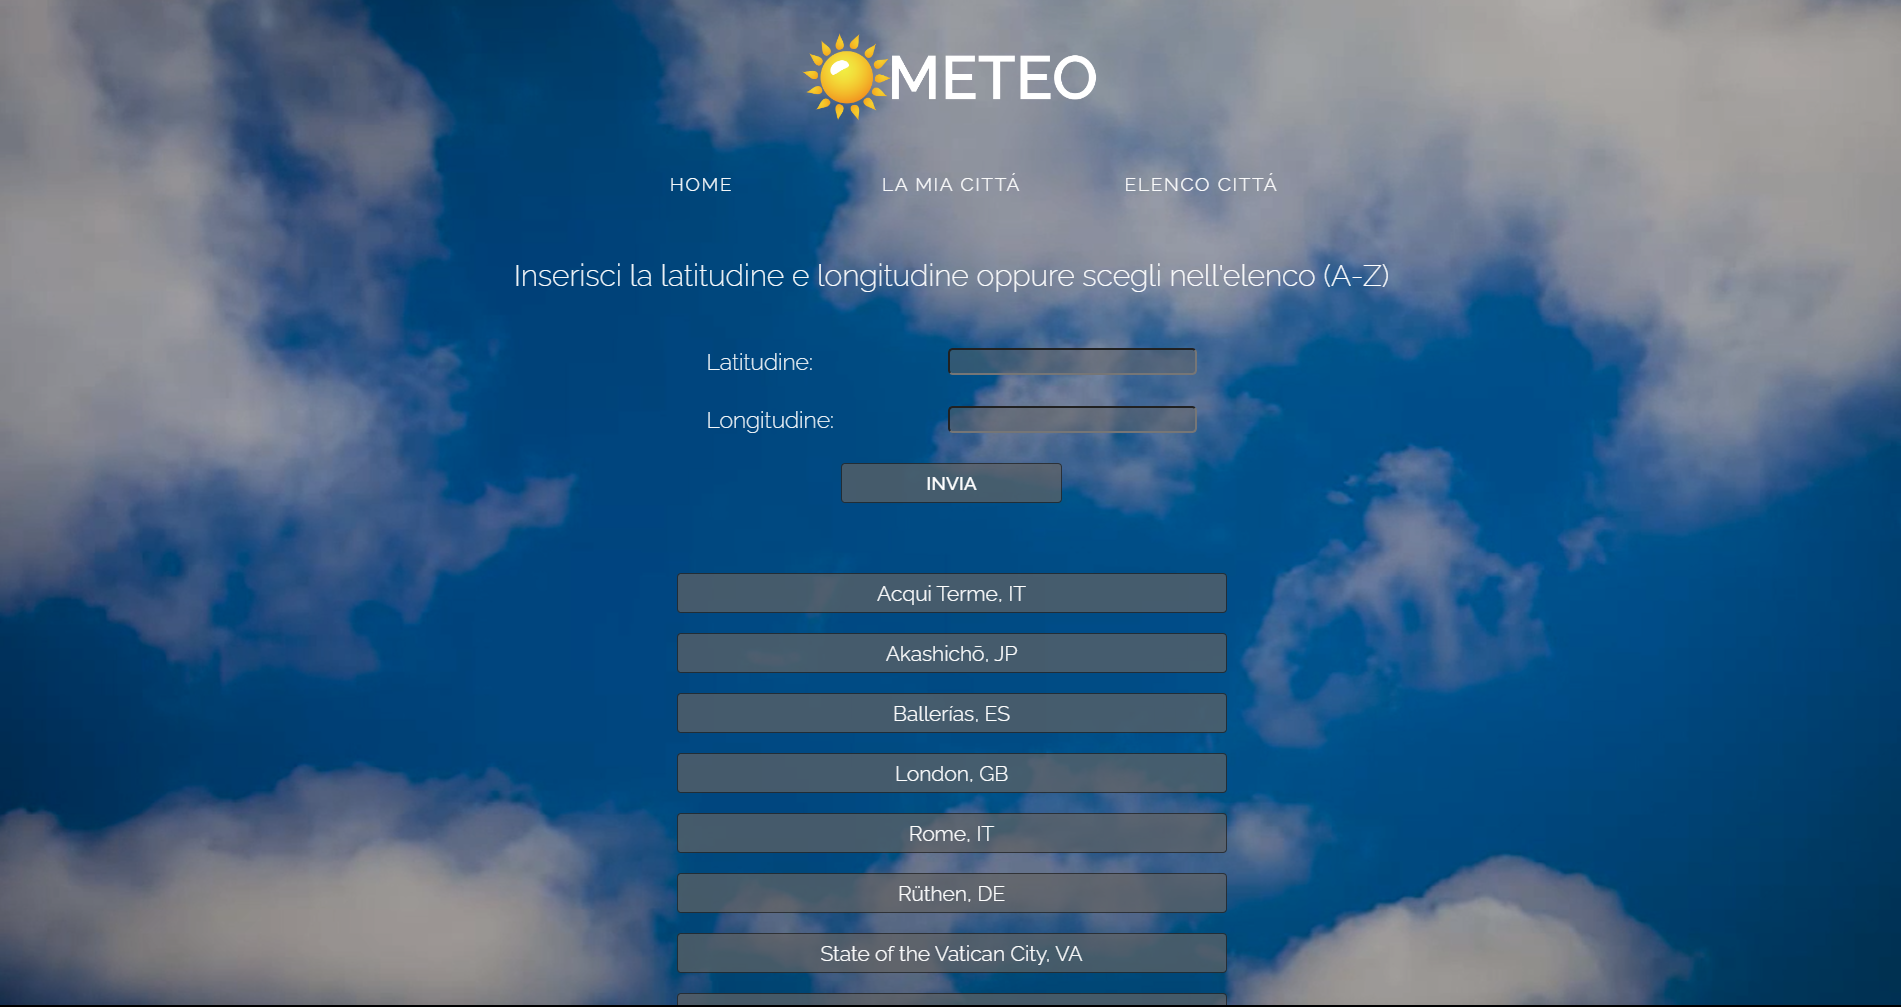 METEO
HOME LA MIA CITTÁ ELENCO CITTÁ
Inserisci la latitudine e longitudine oppure scegli nell'elenco (A-Z)
Latitudine:
Longitudine:
INVIA
Acqui Terme, IT
Akashichō, JP
Ballerías, ES
London, GB
Rome, IT
Rüthen, DE
State of the Vatican City, VA